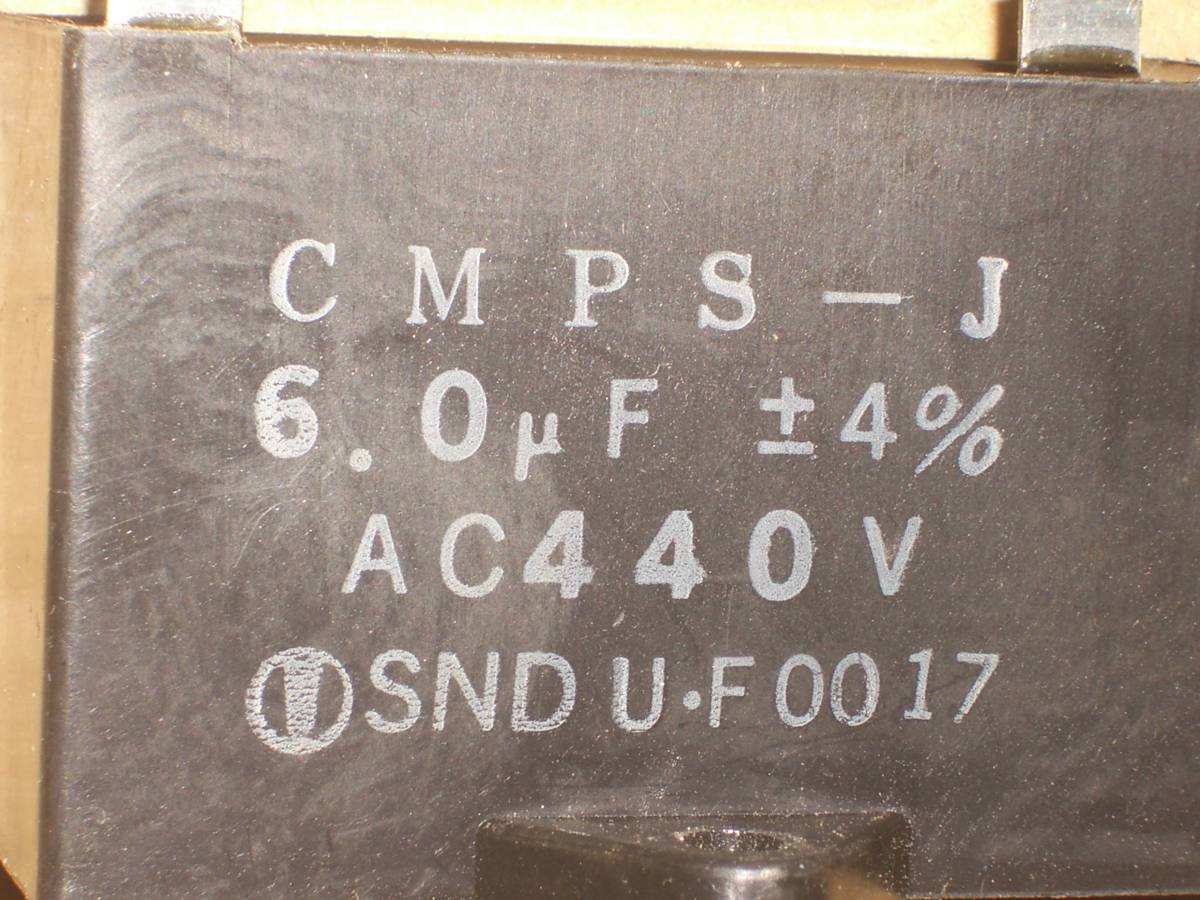 CMPS-J
6.0μF ±4%
AC440V
SND U·F0017